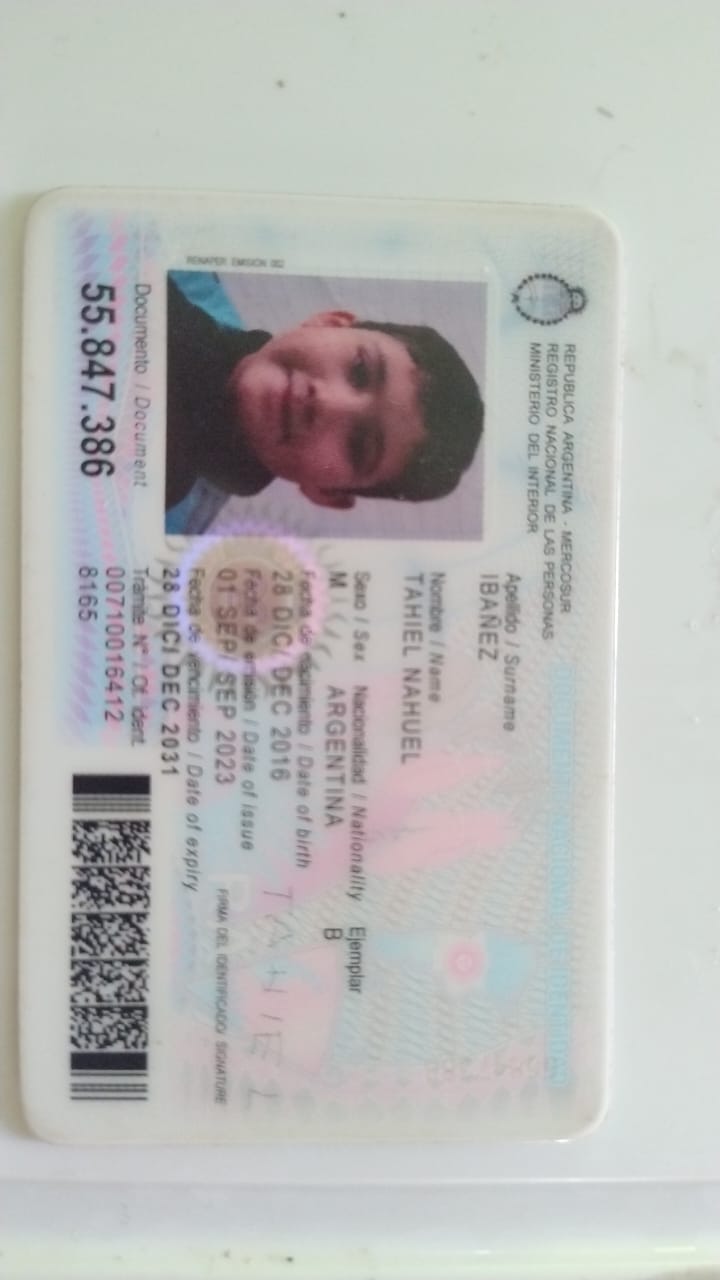 REPUBLICA ARGENTINA - MERCOSUR
REGISTRO NACIONAL DE LAS PERSONAS
MINISTERIO DEL INTERIOR
RENAPER EMISION 002
Apellido / Surname
IBAÑEZ
Nombre / Name
TAHIEL NAHUEL
Sexo / Sex Nacionalidad / Nationality Ejemplar
M ARGENTINA B
Fecha de nacimiento / Date of birth
28 DIC/ DEC 2016
Fecha de emisión / Date of issue
01 SEP/ SEP 2023
Fecha de vencimiento / Date of expiry
28 DIC/ DEC 2031
TAHIEL
FIRMA DEL IDENTIFICADO/ SIGNATURE
Documento / Document
55.847.386
Trámite N° / Of. ident.
00710016412
8165